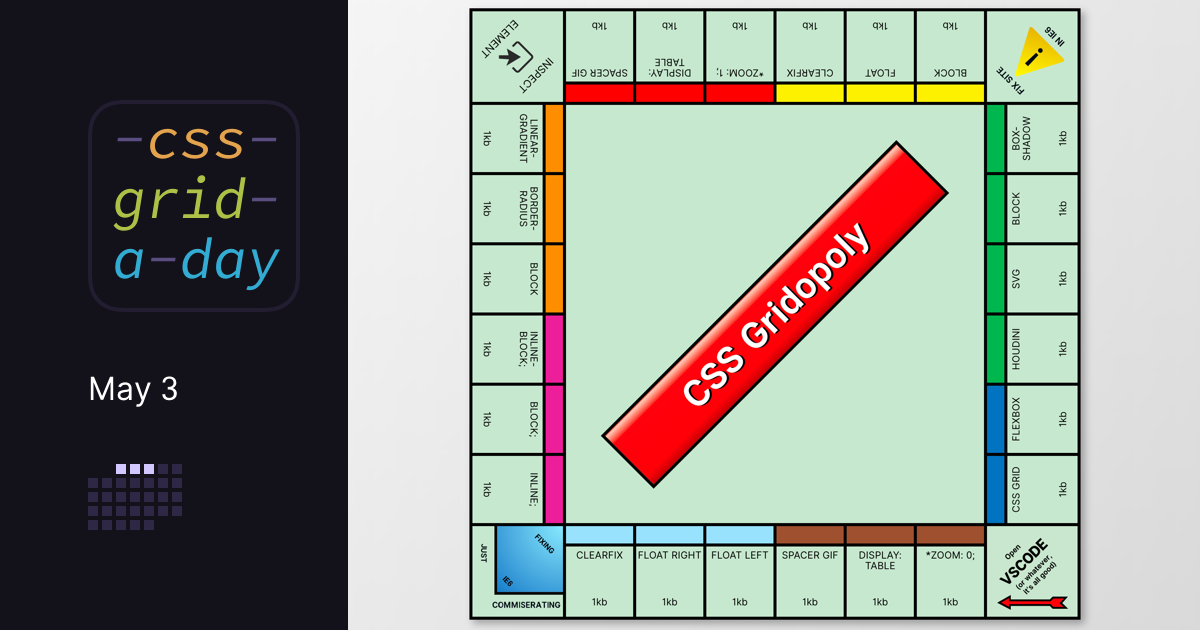 -css-
grid-
a-day
May 3
INSPECT
ELEMENT
1kb
SPACER GIF
1kb
DISPLAY:
TABLE
1kb
*ZOOM: 1;
1kb
CLEARFIX
1kb
FLOAT
1kb
BLOCK
FIX SITE
IN IE6
LINEAR-
GRADIENT
1kb
BORDER-
RADIUS
1kb
BLOCK
1kb
INLINE-
BLOCK;
1kb
BLOCK;
1kb
INLINE;
1kb
CSS Gridopoly
BOX-
SHADOW
1kb
BLOCK
1kb
SVG
1kb
HOUDINI
1kb
FLEXBOX
1kb
CSS GRID
1kb
JUST
COMMISERATING
FIXING
IE6
CLEARFIX
1kb
FLOAT RIGHT
1kb
FLOAT LEFT
1kb
SPACER GIF
1kb
DISPLAY:
TABLE
1kb
*ZOOM: 0;
1kb
Open
VSCODE
(or whatever,
it's all good)